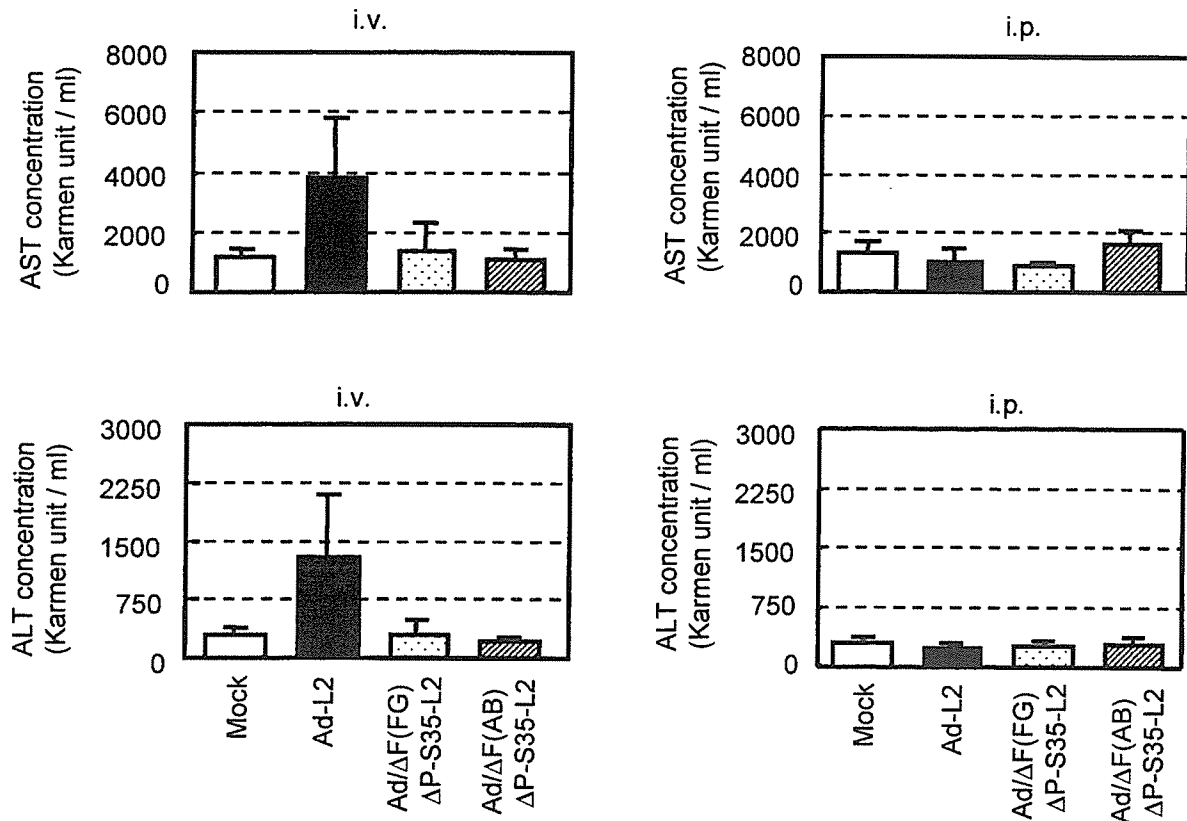 i.v.
AST concentration
(Karmen unit / ml)
8000
6000
4000
2000
0
i.p.
AST concentration
(Karmen unit / ml)
8000
6000
4000
2000
0
i.v.
ALT concentration
(Karmen unit / ml)
3000
2250
1500
750
0
Mock
Ad-L2
Ad/ΔF(FG)
ΔP-S35-L2
Ad/ΔF(AB)
ΔP-S35-L2
i.p.
ALT concentration
(Karmen unit / ml)
3000
2250
1500
750
0
Mock
Ad-L2
Ad/ΔF(FG)
ΔP-S35-L2
Ad/ΔF(AB)
ΔP-S35-L2